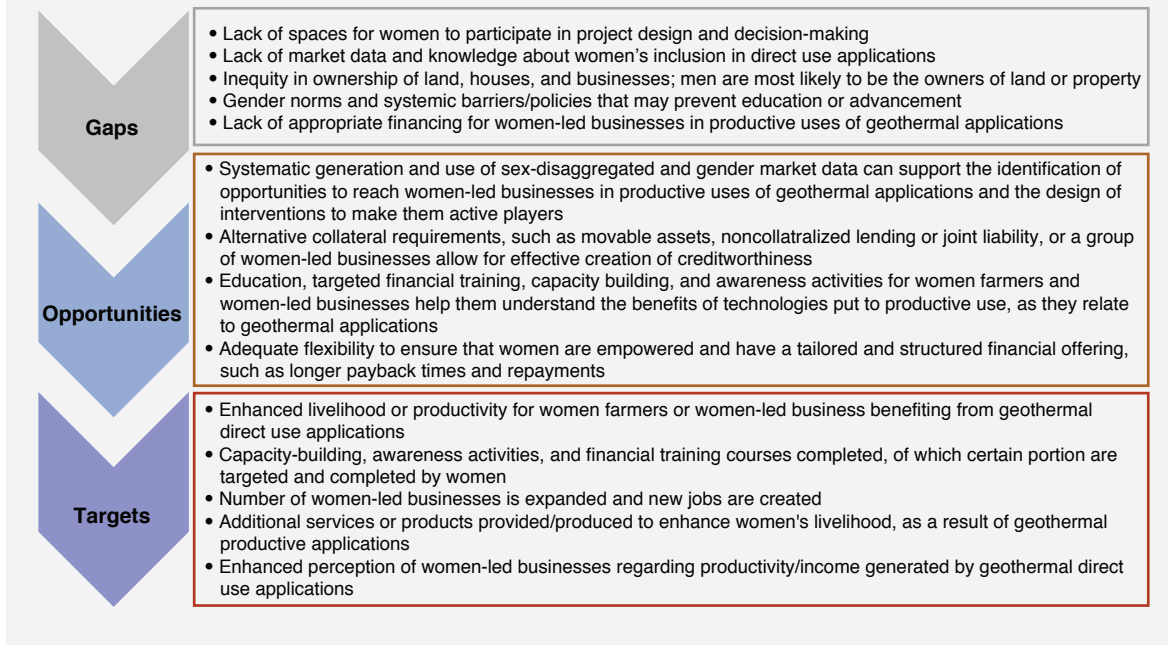 Gaps
• Lack of spaces for women to participate in project design and decision-making
• Lack of market data and knowledge about women’s inclusion in direct use applications
• Inequity in ownership of land, houses, and businesses; men are most likely to be the owners of land or property
• Gender norms and systemic barriers/policies that may prevent education or advancement
• Lack of appropriate financing for women-led businesses in productive uses of geothermal applications
Opportunities
• Systematic generation and use of sex-disaggregated and gender market data can support the identification of
opportunities to reach women-led businesses in productive uses of geothermal applications and the design of
interventions to make them active players
• Alternative collateral requirements, such as movable assets, noncollatralized lending or joint liability, or a group
of women-led businesses allow for effective creation of creditworthiness
• Education, targeted financial training, capacity building, and awareness activities for women farmers and
women-led businesses help them understand the benefits of technologies put to productive use, as they relate
to geothermal applications
• Adequate flexibility to ensure that women are empowered and have a tailored and structured financial offering,
such as longer payback times and repayments
Targets
• Enhanced livelihood or productivity for women farmers or women-led business benefiting from geothermal
direct use applications
• Capacity-building, awareness activities, and financial training courses completed, of which certain portion are
targeted and completed by women
• Number of women-led businesses is expanded and new jobs are created
• Additional services or products provided/produced to enhance women's livelihood, as a result of geothermal
productive applications
• Enhanced perception of women-led businesses regarding productivity/income generated by geothermal direct
use applications